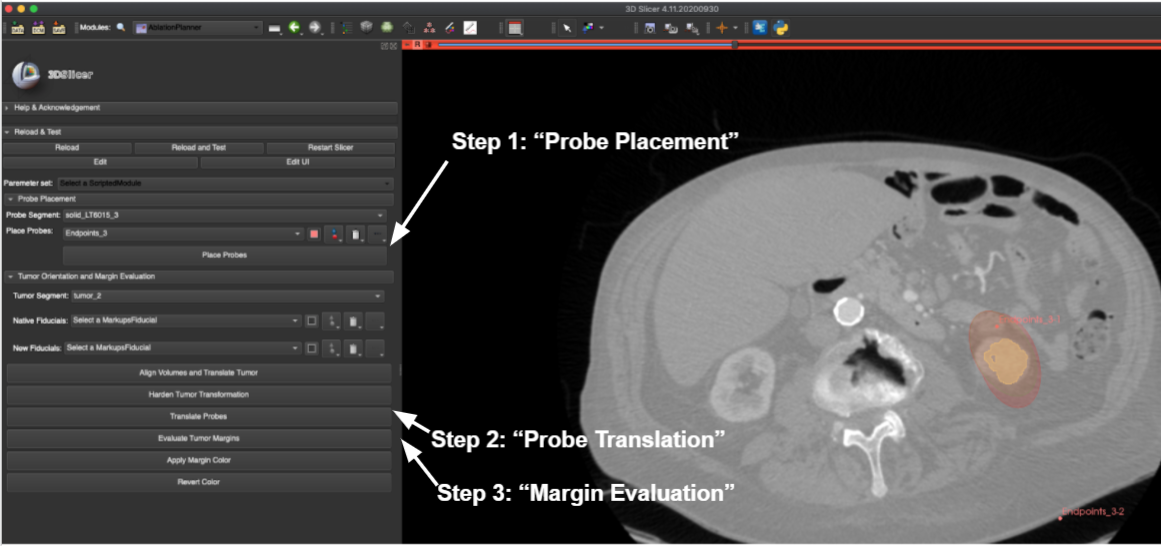 3D Slicer 4.11.20200930
DATA DCM SAVE Modules: AblationPlanner
R
3DSlicer
Help & Acknowledgement
Reload & Test
Reload Reload and Test Restart Slicer
Edit Edit UI
Parameter set: Select a ScriptedModule
Probe Placement
Probe Segment: solid_LT6015_3
Place Probes: Endpoints_3
Place Probes
Tumor Orientation and Margin Evaluation
Tumor Segment: tumor_2
Native Fiducials: Select a MarkupsFiducial
New Fiducials: Select a MarkupsFiducial
Align Volumes and Translate Tumor
Harden Tumor Transformation
Translate Probes
Evaluate Tumor Margins
Apply Margin Color
Revert Color
Step 1: “Probe Placement”
Step 2: “Probe Translation”
Step 3: “Margin Evaluation”
Endpoints_3-1
Endpoints_3-2